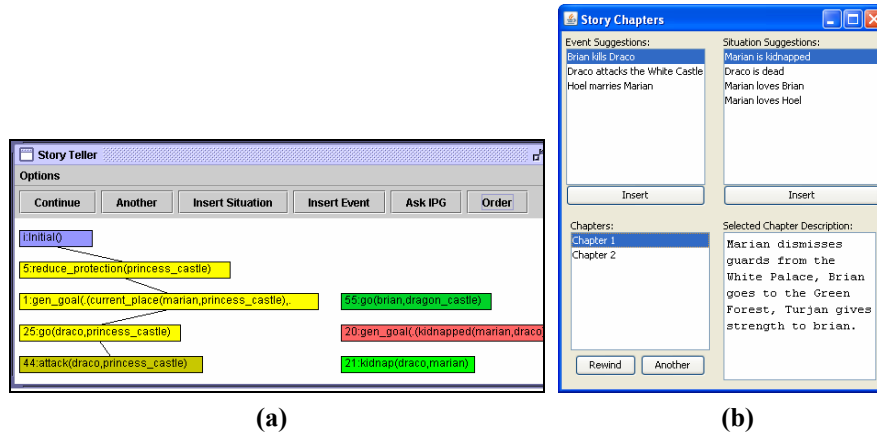 Story Teller
Options
Continue Another Insert Situation Insert Event Ask IPG Order
i:Initial()
5:reduce_protection(princess_castle)
1:gen_goal(.(current_place(marian,princess_castle),.
55:go(brian,dragon_castle)
25:go(draco,princess_castle)
20:gen_goal(.(kidnapped(marian,draco)
44:attack(draco,princess_castle)
21:kidnap(draco,marian)
(a)
Story Chapters
Event Suggestions:
Brian kills Draco
Draco attacks the White Castle
Hoel marries Marian
Insert
Situation Suggestions:
Marian is kidnapped
Draco is dead
Marian loves Brian
Marian loves Hoel
Insert
Chapters:
Chapter 1
Chapter 2
Rewind Another
Selected Chapter Description:
Marian dismisses
guards from the
White Palace, Brian
goes to the Green
Forest, Turjan gives
strength to brian.
(b)